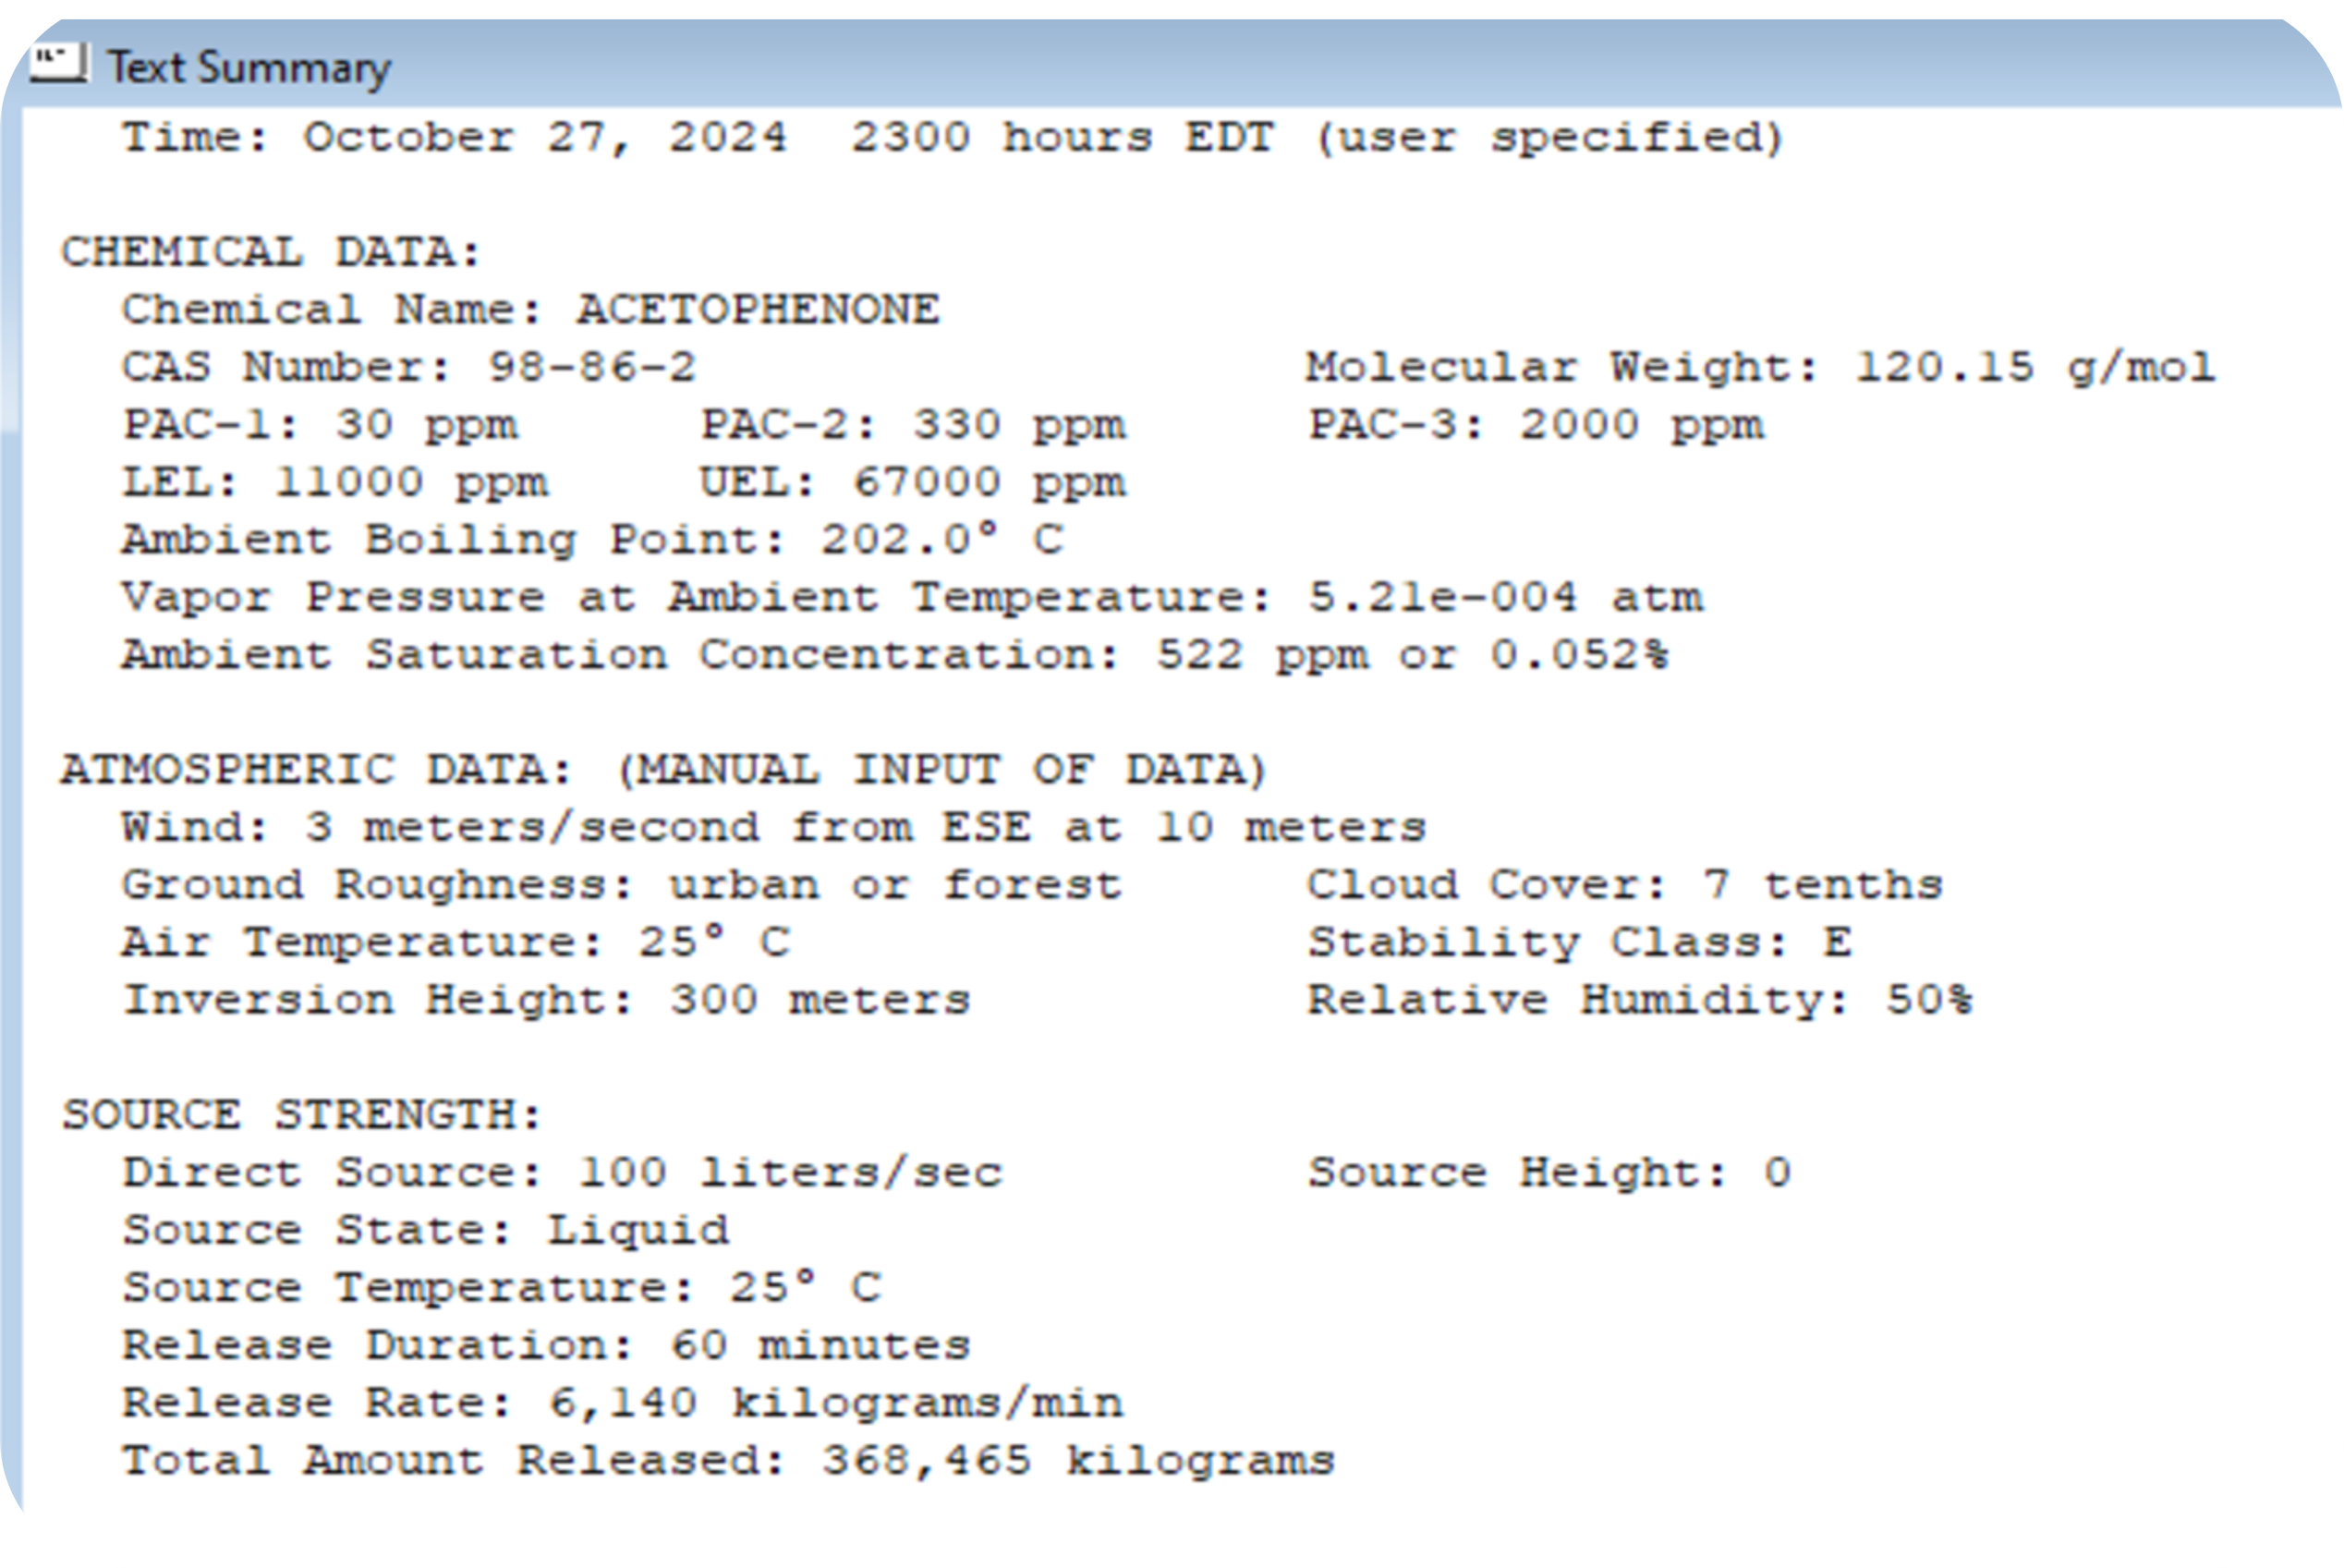 Text Summary
Time: October 27, 2024  2300 hours EDT (user specified)
CHEMICAL DATA:
Chemical Name: ACETOPHENONE
CAS Number: 98-86-2 Molecular Weight: 120.15 g/mol
PAC-1: 30 ppm PAC-2: 330 ppm PAC-3: 2000 ppm
LEL: 11000 ppm UEL: 67000 ppm
Ambient Boiling Point: 202.0° C
Vapor Pressure at Ambient Temperature: 5.21e-004 atm
Ambient Saturation Concentration: 522 ppm or 0.052%
ATMOSPHERIC DATA: (MANUAL INPUT OF DATA)
Wind: 3 meters/second from ESE at 10 meters
Ground Roughness: urban or forest Cloud Cover: 7 tenths
Air Temperature: 25° C Stability Class: E
Inversion Height: 300 meters Relative Humidity: 50%
SOURCE STRENGTH:
Direct Source: 100 liters/sec Source Height: 0
Source State: Liquid
Source Temperature: 25° C
Release Duration: 60 minutes
Release Rate: 6,140 kilograms/min
Total Amount Released: 368,465 kilograms